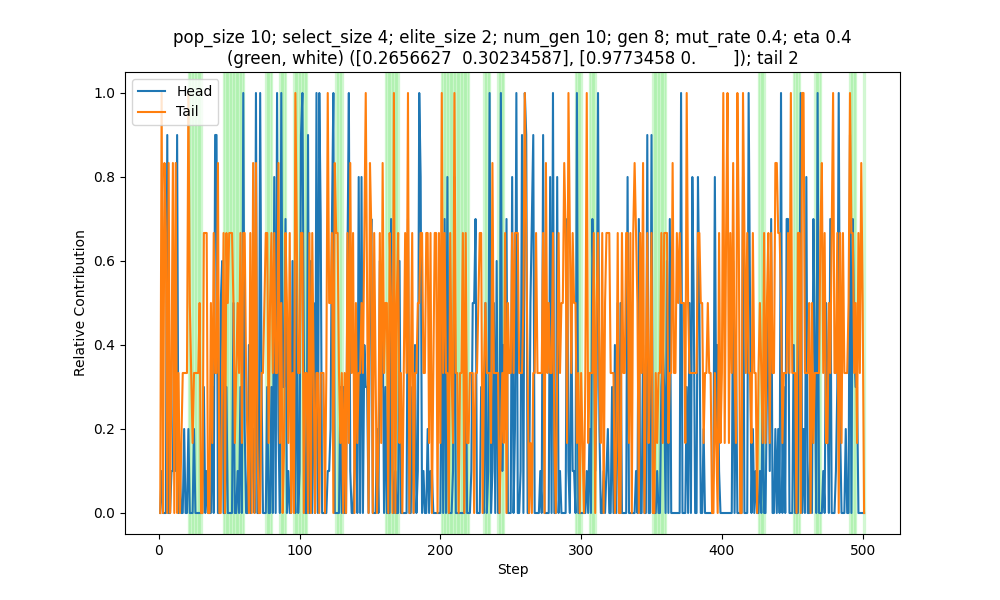 pop_size 10; select_size 4; elite_size 2; num_gen 10; gen 8; mut_rate 0.4; eta 0.4
(green, white) ([0.2656627  0.30234587], [0.9773458 0.        ]); tail 2
Head
Tail
1.0
0.8
0.6
0.4
0.2
0.0
Relative Contribution
0
100
200
300
400
500
Step